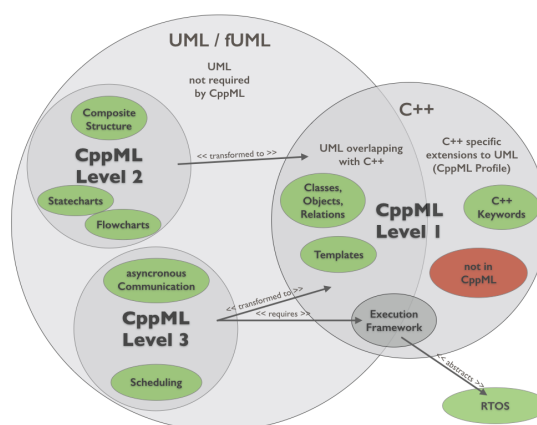 UML / fUML
UML
not required
by CppML
C++
Composite
Structure
CppML
Level 2
Statecharts
Flowcharts
<< transformed to >>
UML overlapping
with C++
C++ specific
extensions to UML
(CppML Profile)
Classes,
Objects,
Relations
CppML
Level 1
C++
Keywords
Templates
not in
CppML
asyncronous
Communication
<< transformed to >>
CppML
Level 3
<< requires >>
Execution
Framework
Scheduling
<< abstracts >>
RTOS